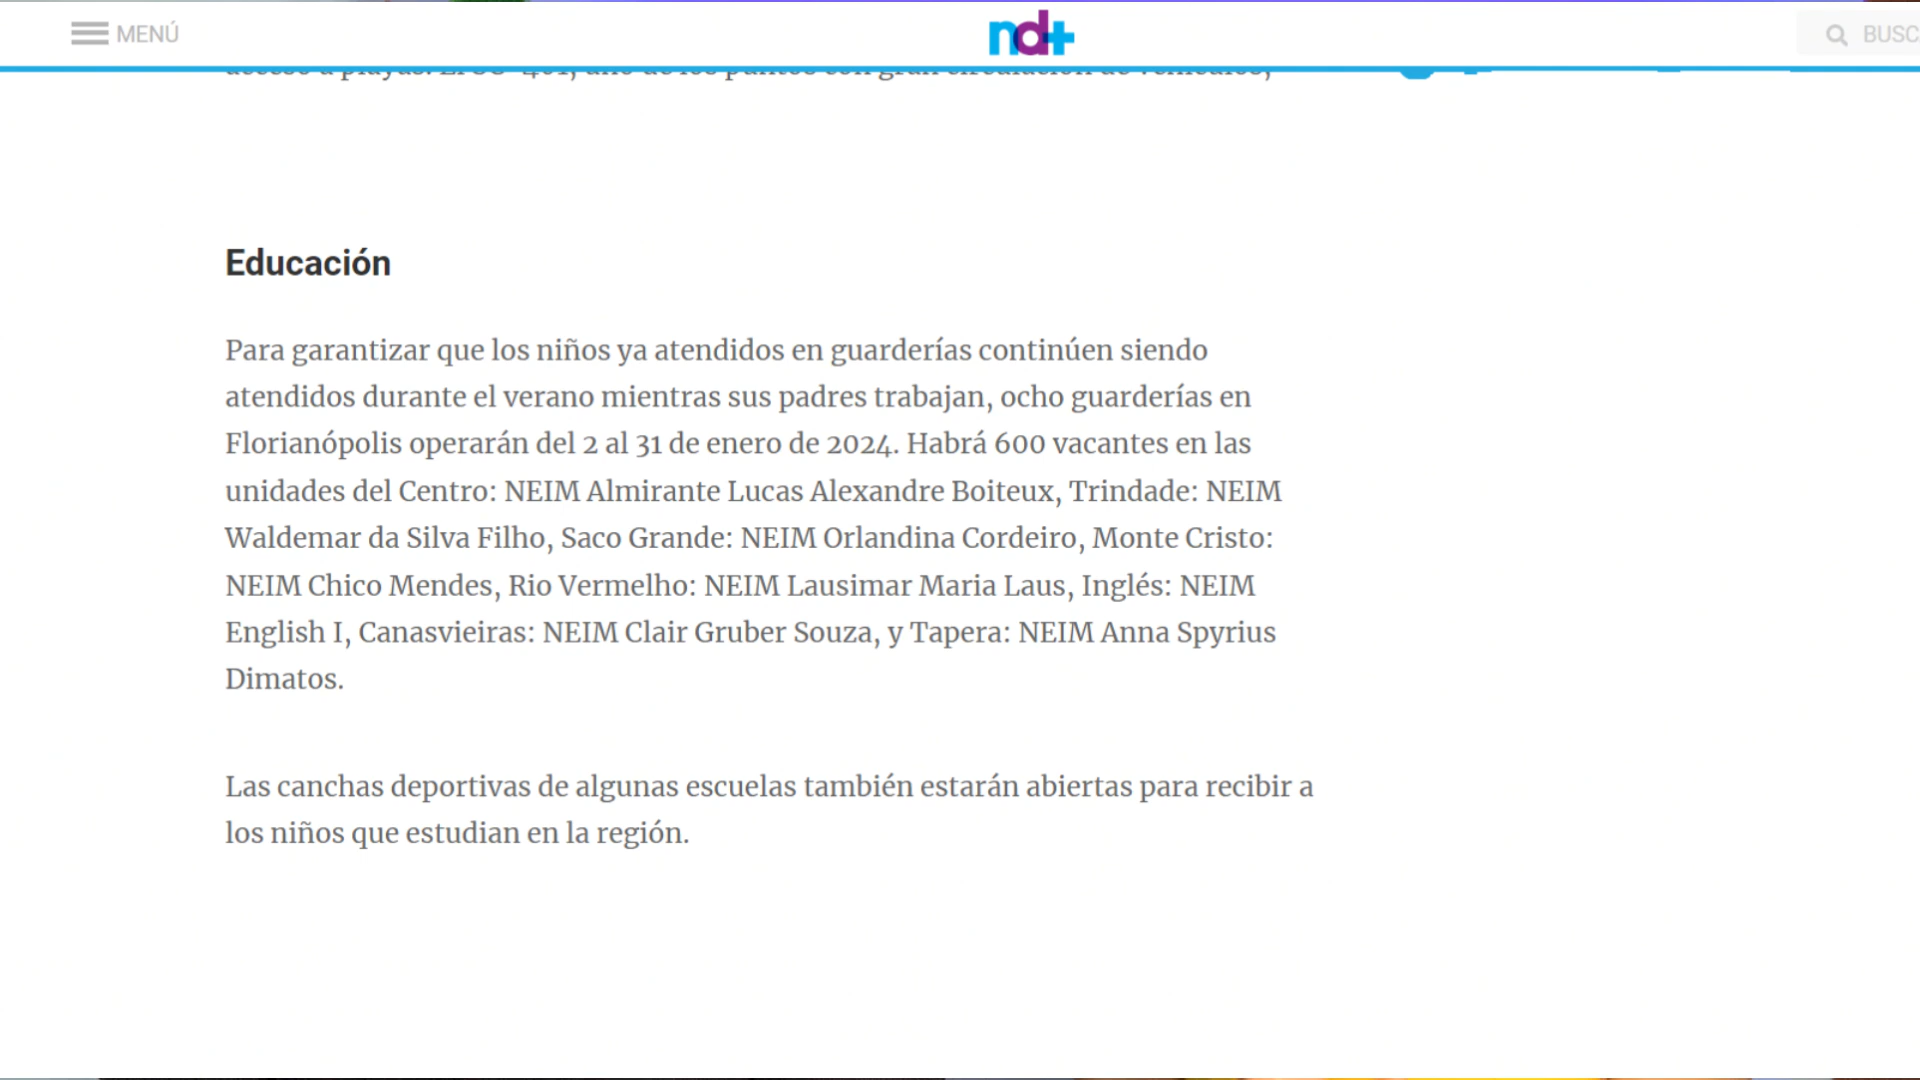 MENÚ
nd+
BUSC
Educación
Para garantizar que los niños ya atendidos en guarderías continúen siendo
atendidos durante el verano mientras sus padres trabajan, ocho guarderías en
Florianópolis operarán del 2 al 31 de enero de 2024. Habrá 600 vacantes en las
unidades del Centro: NEIM Almirante Lucas Alexandre Boiteux, Trindade: NEIM
Waldemar da Silva Filho, Saco Grande: NEIM Orlandina Cordeiro, Monte Cristo:
NEIM Chico Mendes, Rio Vermelho: NEIM Lausimar Maria Laus, Inglés: NEIM
English I, Canasvieiras: NEIM Clair Gruber Souza, y Tapera: NEIM Anna Spyrius
Dimatos.
Las canchas deportivas de algunas escuelas también estarán abiertas para recibir a
los niños que estudian en la región.